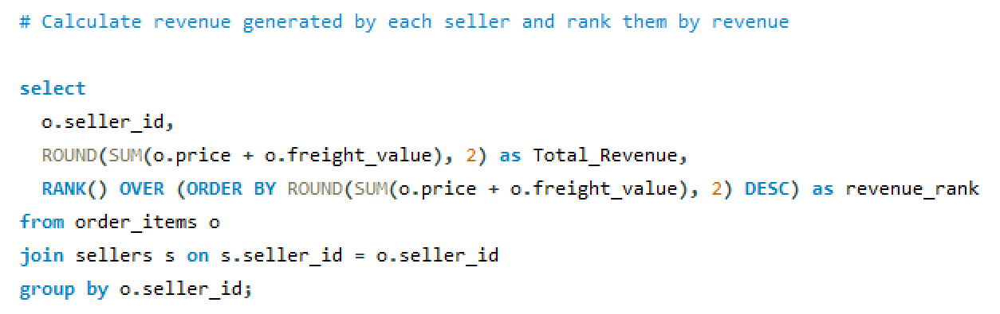 # Calculate revenue generated by each seller and rank them by revenue
select
o.seller_id,
ROUND(SUM(o.price + o.freight_value), 2) as Total_Revenue,
RANK() OVER (ORDER BY ROUND(SUM(o.price + o.freight_value), 2) DESC) as revenue_rank
from order_items o
join sellers s on s.seller_id = o.seller_id
group by o.seller_id;